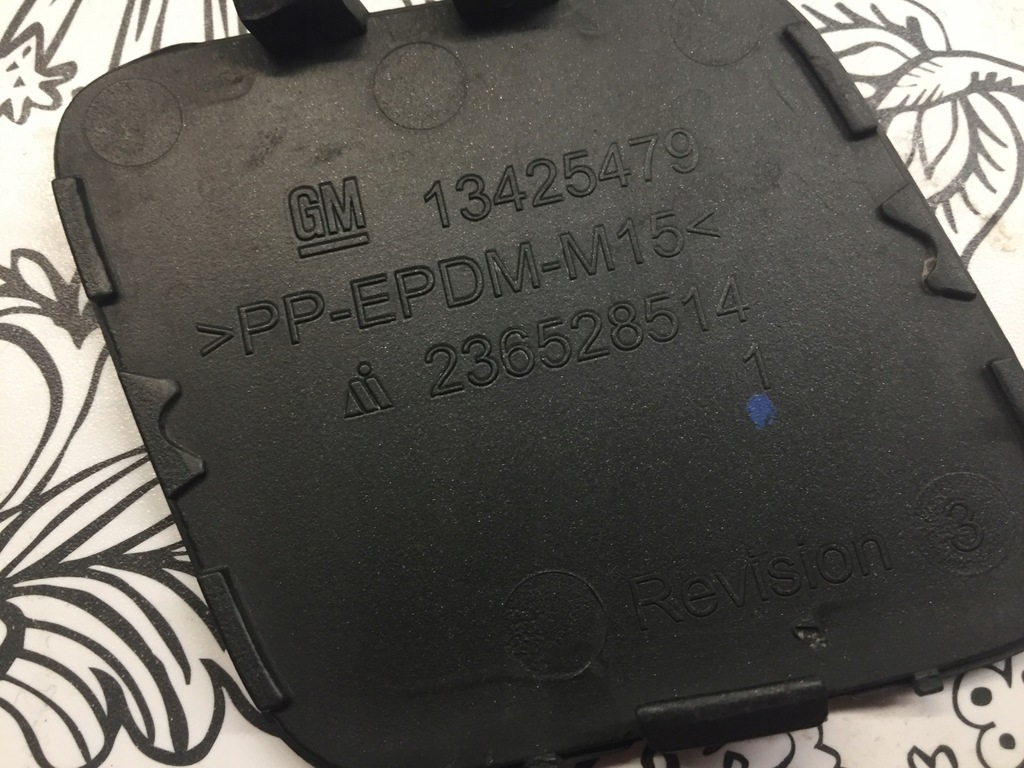 GM 13425479
>PP-EPDM-M15<
236528514
1
Revision 3